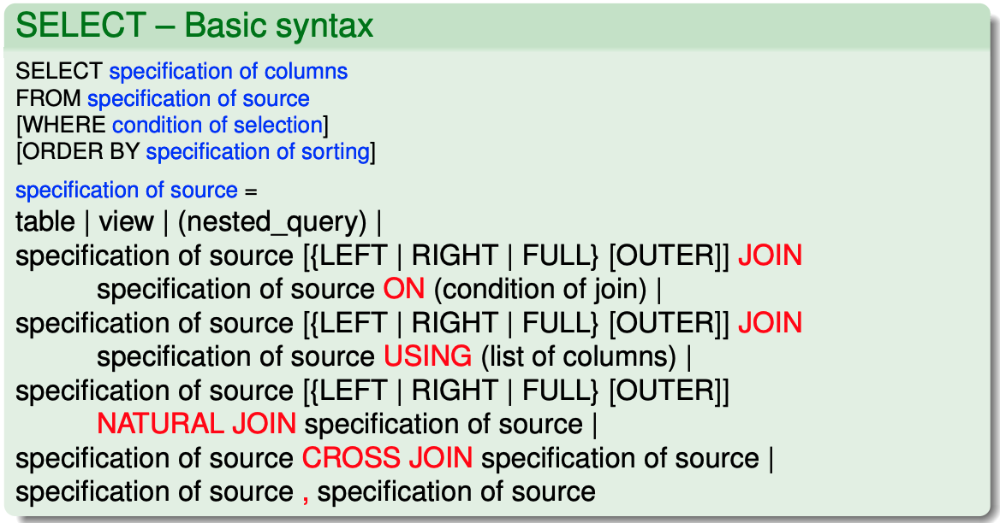 SELECT – Basic syntax
SELECT specification of columns
FROM specification of source
[WHERE condition of selection]
[ORDER BY specification of sorting]
specification of source =
table | view | (nested_query) |
specification of source [{LEFT | RIGHT | FULL} [OUTER]] JOIN
specification of source ON (condition of join) |
specification of source [{LEFT | RIGHT | FULL} [OUTER]] JOIN
specification of source USING (list of columns) |
specification of source [{LEFT | RIGHT | FULL} [OUTER]]
NATURAL JOIN specification of source |
specification of source CROSS JOIN specification of source |
specification of source , specification of source